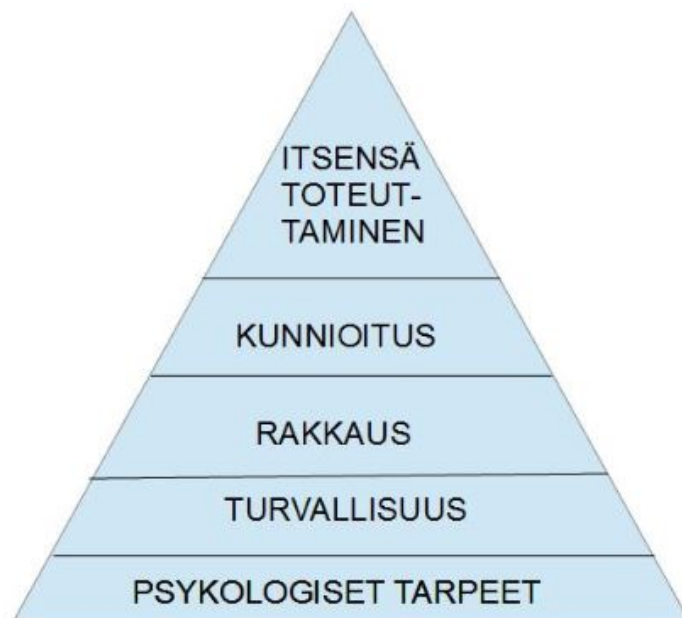 ITSENSÄ
TOTEUT-
TAMINEN
KUNNIOITUS
RAKKAUS
TURVALLISUUS
PSYKOLOGISET TARPEET